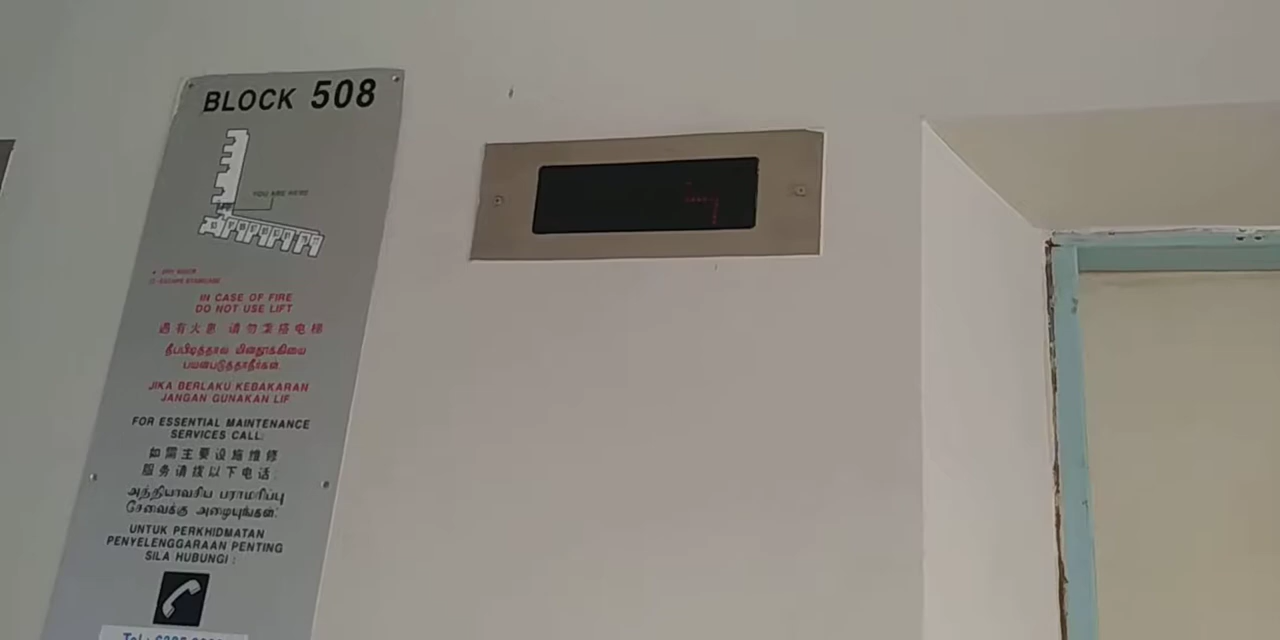 BLOCK 508
YOU ARE HERE
IN CASE OF FIRE
DO NOT USE LIFT
遇有火患 请勿乘搭电梯
தீப்பிடித்தால் மின்தூக்கியை
பயன்படுத்தாதீர்கள்
JIKA BERLAKU KEBAKARAN
JANGAN GUNAKAN LIF
FOR ESSENTIAL MAINTENANCE
SERVICES CALL:
如需主要设施维修
服务请拨以下电话:
அத்தியாவசிய பராமரிப்பு
சேவைக்கு அழையுங்கள்:
UNTUK PERKHIDMATAN
PENYELENGGARAAN PENTING
SILA HUBUNGI :
Tel :